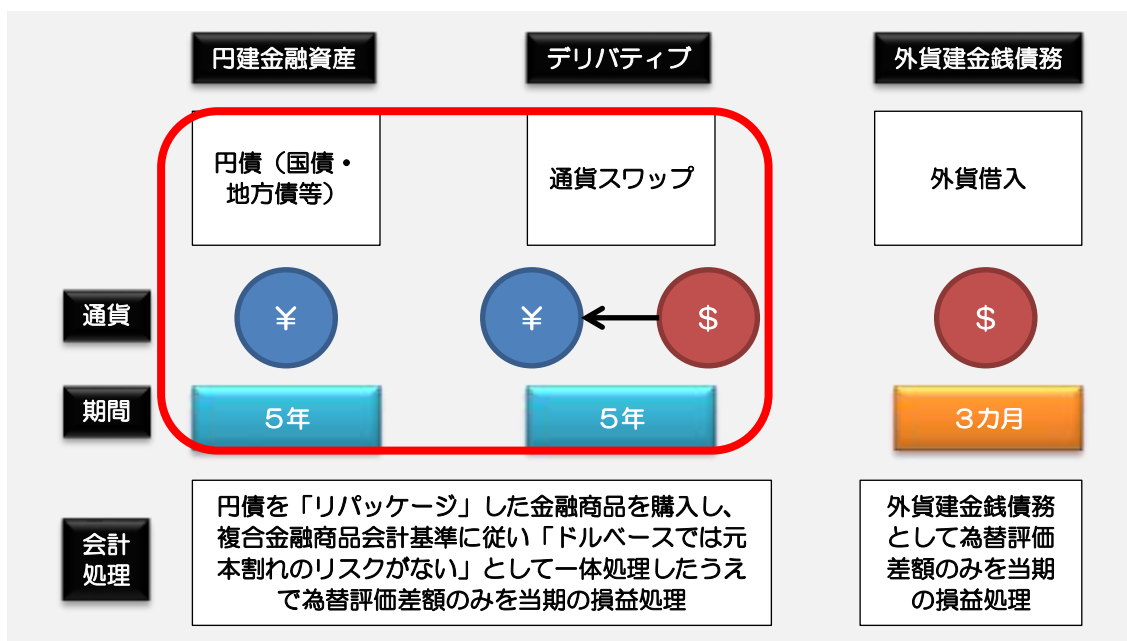 円建金融資産
デリバティブ
外貨建金銭債務
円債（国債・
地方債等）
通貨スワップ
外貨借入
通貨
￥
￥
＄
＄
期間
５年
５年
３カ月
会計
処理
円債を「リパッケージ」した金融商品を購入し、
複合金融商品会計基準に従い「ドルベースでは元
本割れのリスクがない」として一体処理したうえ
で為替評価差額のみを当期の損益処理
外貨建金銭債務
として為替評価
差額のみを当期
の損益処理